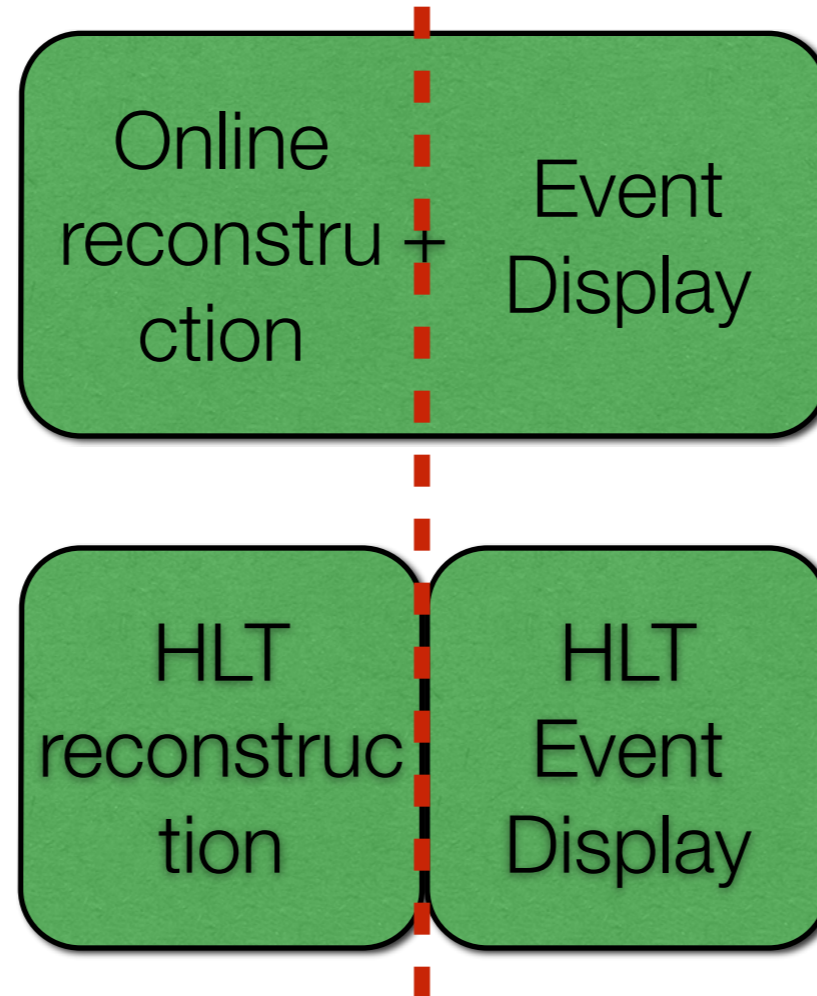 Online
reconstru
ction
+
Event
Display
HLT
reconstruc
tion
HLT
Event
Display